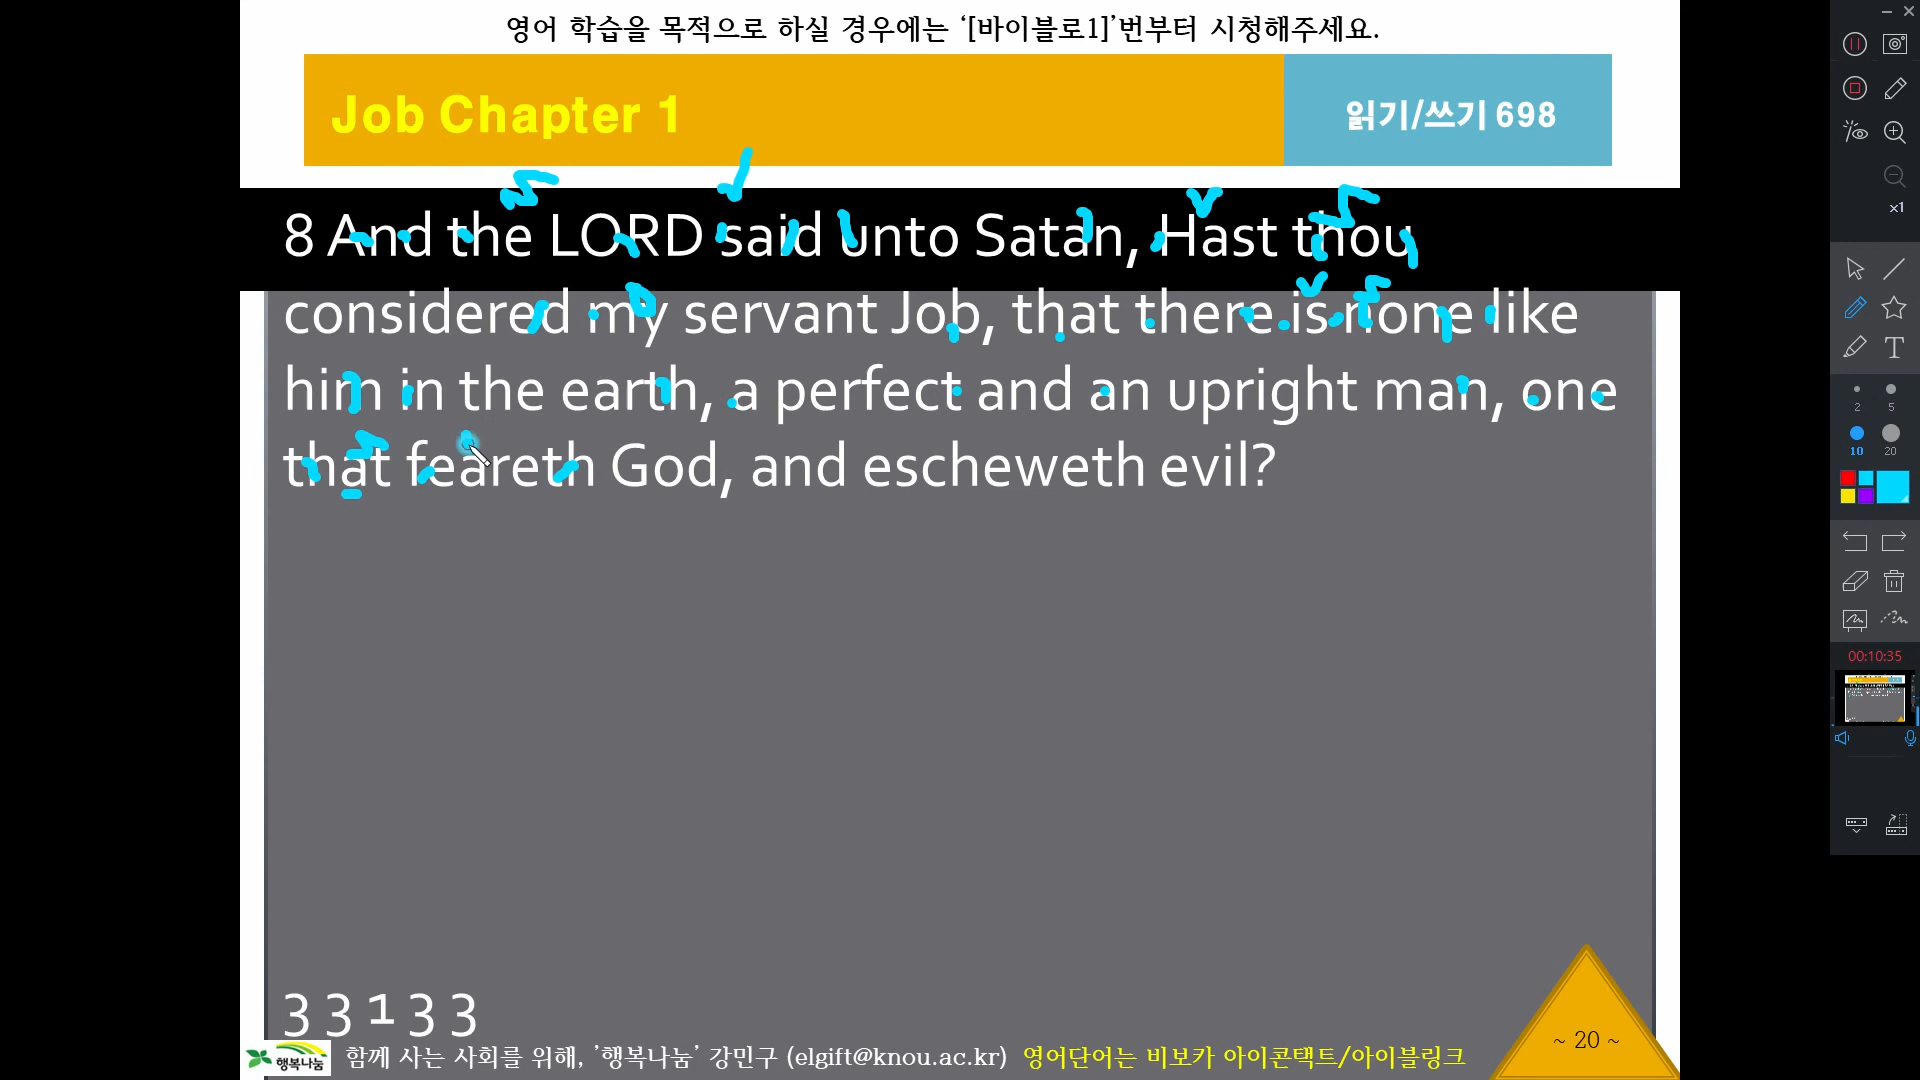 영어 학습을 목적으로 하실 경우에는 ‘[바이블로1]’번부터 시청해주세요.
Job Chapter 1
읽기/쓰기 698
8 And the LORD said unto Satan, Hast thou
considered my servant Job, that there is none like
him in the earth, a perfect and an upright man, one
that feareth God, and escheweth evil?
3 3 1 3 3
~ 20 ~
행복나눔 함께 사는 사회를 위해, ’행복나눔’ 강민구 (elgift@knou.ac.kr) 영어단어는 비보카 아이콘택트/아이블링크
x1
T
2 5
10 20
00:10:35